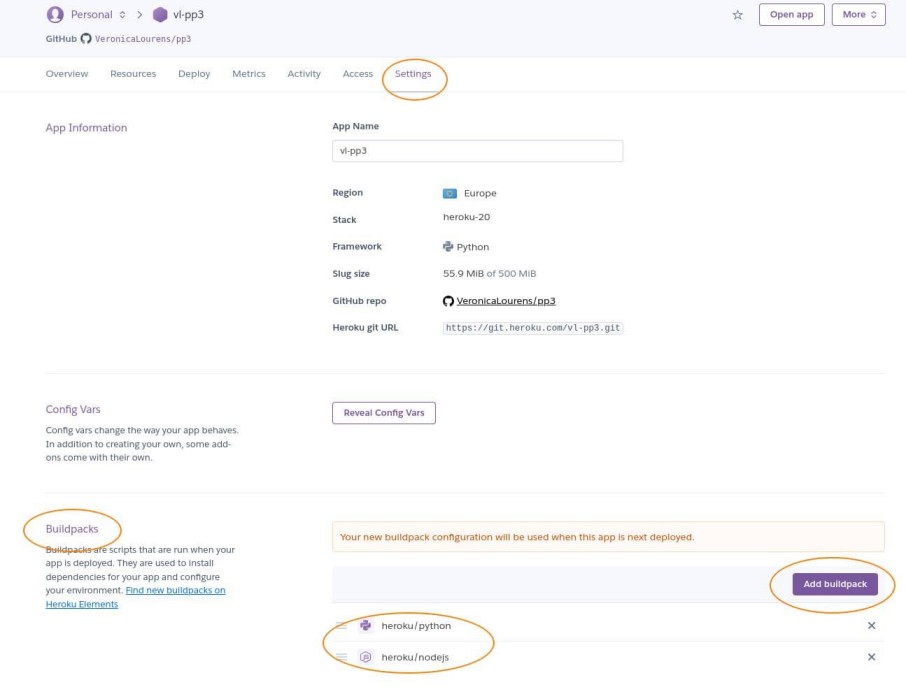 Personal vl-pp3 Open app More
GitHub VeronicaLourens/pp3
Overview Resources Deploy Metrics Activity Access Settings
App Information
App Name
vl-pp3
Region Europe
Stack heroku-20
Framework Python
Slug size 55.9 MiB of 500 MiB
GitHub repo VeronicaLourens/pp3
Heroku git URL https://git.heroku.com/vl-pp3.git
Config Vars
Config vars change the way your app behaves.
In addition to creating your own, some add-
ons come with their own.
Reveal Config Vars
Buildpacks
Buildpacks are scripts that are run when your
app is deployed. They are used to install
dependencies for your app and configure
your environment. Find new buildpacks on
Heroku Elements
Your new buildpack configuration will be used when this app is next deployed.
Add buildpack
heroku/python
heroku/nodejs